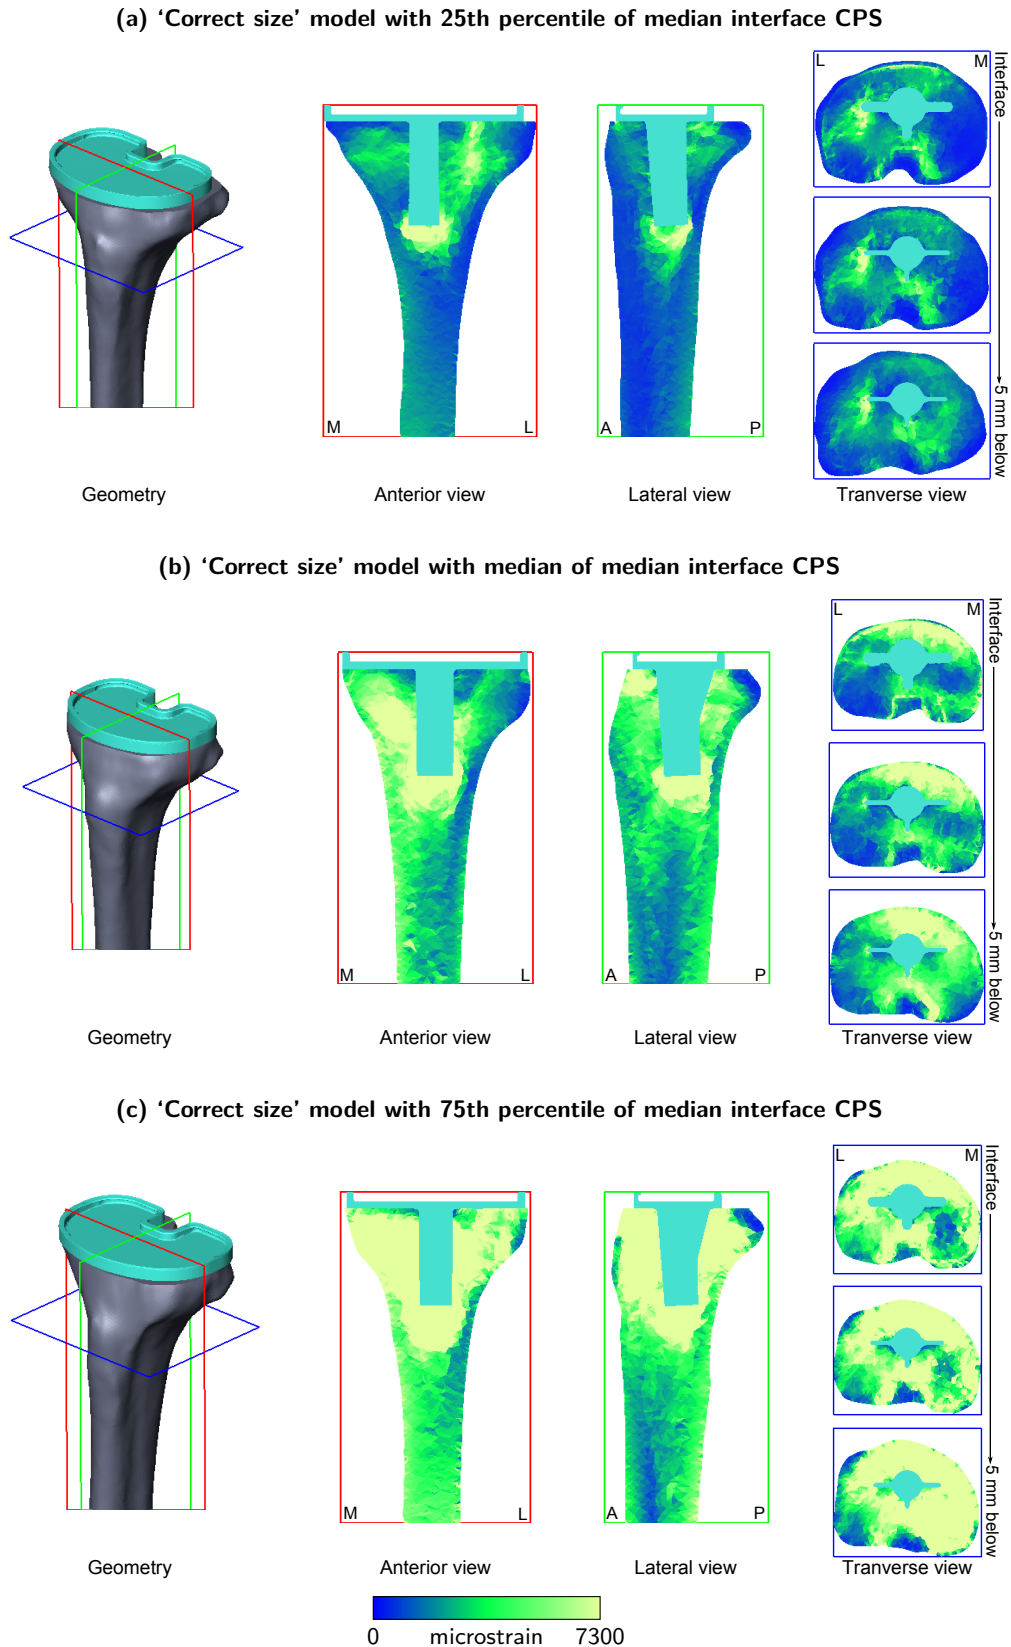 (a) ‘Correct size’ model with 25th percentile of median interface CPS
L M
Interface
5 mm below
M L
A P
Geometry Anterior view Lateral view Tranverse view
(b) ‘Correct size’ model with median of median interface CPS
L M
Interface
5 mm below
M L
A P
Geometry Anterior view Lateral view Tranverse view
(c) ‘Correct size’ model with 75th percentile of median interface CPS
L M
Interface
5 mm below
M L
A P
Geometry Anterior view Lateral view Tranverse view
0 microstrain 7300